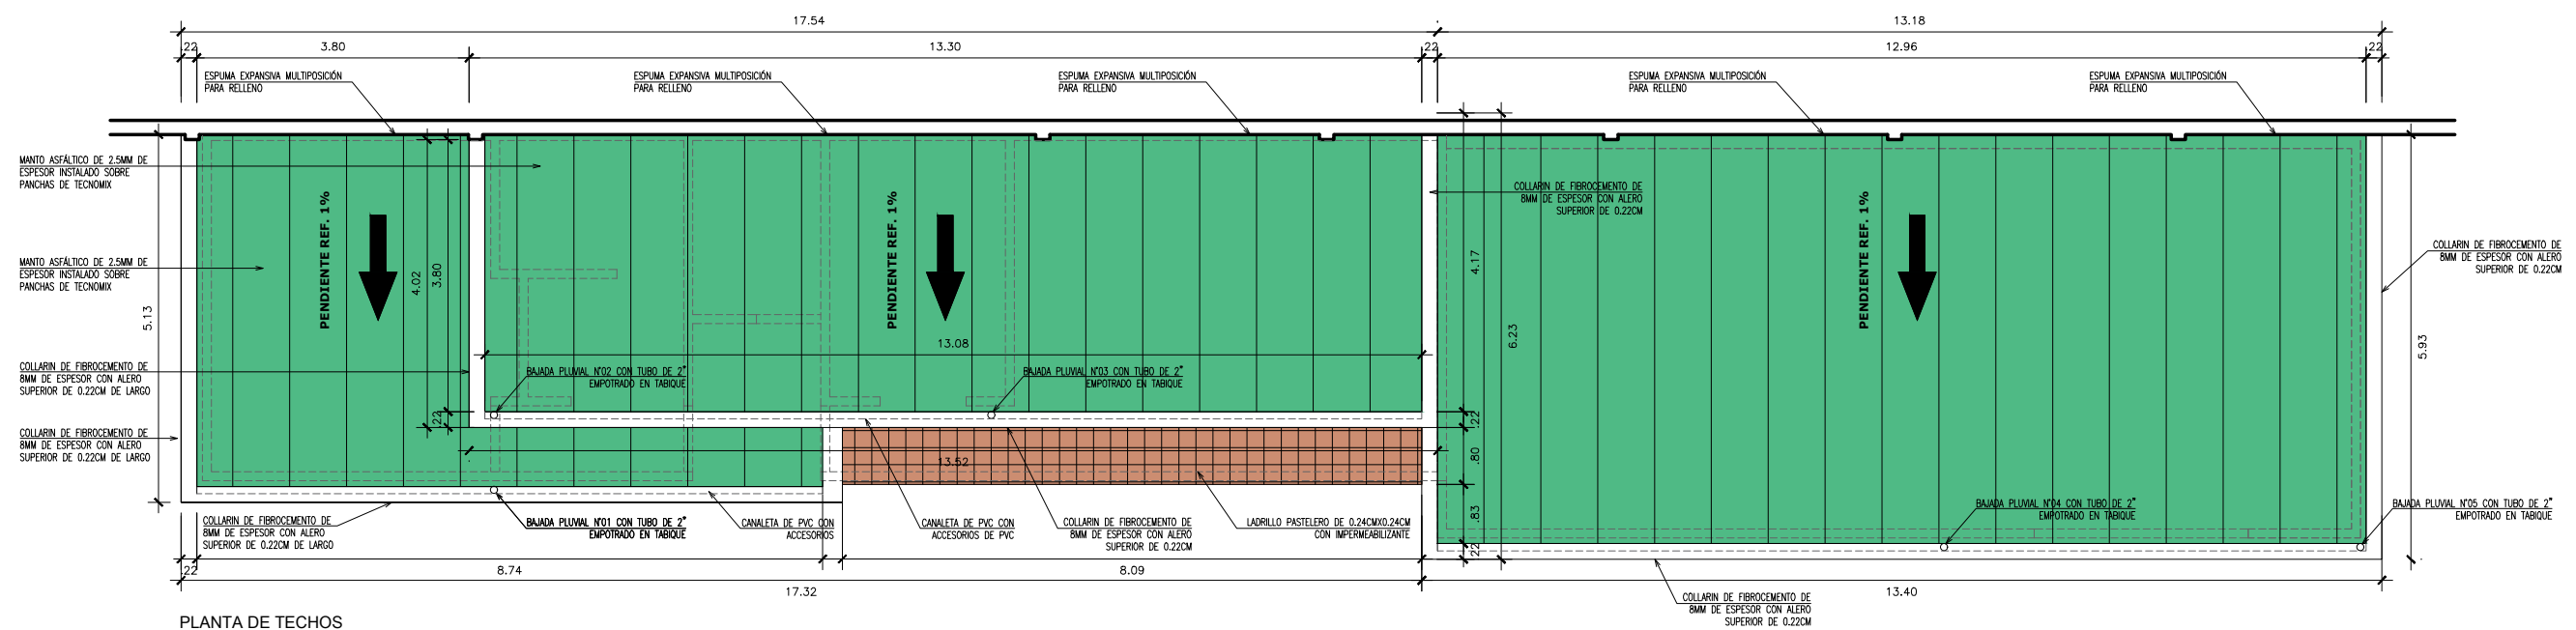 17.54
13.18
.22
3.80
13.30
.22
12.96
.22
ESPUMA EXPANSIVA MULTIPOSICIÓN
PARA RELLENO
ESPUMA EXPANSIVA MULTIPOSICIÓN
PARA RELLENO
ESPUMA EXPANSIVA MULTIPOSICIÓN
PARA RELLENO
ESPUMA EXPANSIVA MULTIPOSICIÓN
PARA RELLENO
ESPUMA EXPANSIVA MULTIPOSICIÓN
PARA RELLENO
MANTO ASFÁLTICO DE 2.5MM DE
ESPESOR INSTALADO SOBRE
PANCHAS DE TECNOMIX
MANTO ASFÁLTICO DE 2.5MM DE
ESPESOR INSTALADO SOBRE
PANCHAS DE TECNOMIX
COLLARIN DE FIBROCEMENTO DE
8MM DE ESPESOR CON ALERO
SUPERIOR DE 0.22CM DE LARGO
COLLARIN DE FIBROCEMENTO DE
8MM DE ESPESOR CON ALERO
SUPERIOR DE 0.22CM DE LARGO
5.13
PENDIENTE REF. 1%
4.02
3.80
.22
PENDIENTE REF. 1%
13.08
BAJADA PLUVIAL N°02 CON TUBO DE 2"
EMPOTRADO EN TABIQUE
BAJADA PLUVIAL N°03 CON TUBO DE 2"
EMPOTRADO EN TABIQUE
13.52
COLLARIN DE FIBROCEMENTO DE
8MM DE ESPESOR CON ALERO
SUPERIOR DE 0.22CM
4.17
6.23
.22
.80
.83
.22
PENDIENTE REF. 1%
COLLARIN DE FIBROCEMENTO DE
8MM DE ESPESOR CON ALERO
SUPERIOR DE 0.22CM
5.93
COLLARIN DE FIBROCEMENTO DE
8MM DE ESPESOR CON ALERO
SUPERIOR DE 0.22CM DE LARGO
BAJADA PLUVIAL N°01 CON TUBO DE 2"
EMPOTRADO EN TABIQUE
CANALETA DE PVC CON
ACCESORIOS
CANALETA DE PVC CON
ACCESORIOS DE PVC
COLLARIN DE FIBROCEMENTO DE
8MM DE ESPESOR CON ALERO
SUPERIOR DE 0.22CM
LADRILLO PASTELERO DE 0.24CMX0.24CM
CON IMPERMEABILIZANTE
BAJADA PLUVIAL N°04 CON TUBO DE 2"
EMPOTRADO EN TABIQUE
BAJADA PLUVIAL N°05 CON TUBO DE 2"
EMPOTRADO EN TABIQUE
.22
8.74
8.09
17.32
13.40
COLLARIN DE FIBROCEMENTO DE
8MM DE ESPESOR CON ALERO
SUPERIOR DE 0.22CM
PLANTA DE TECHOS